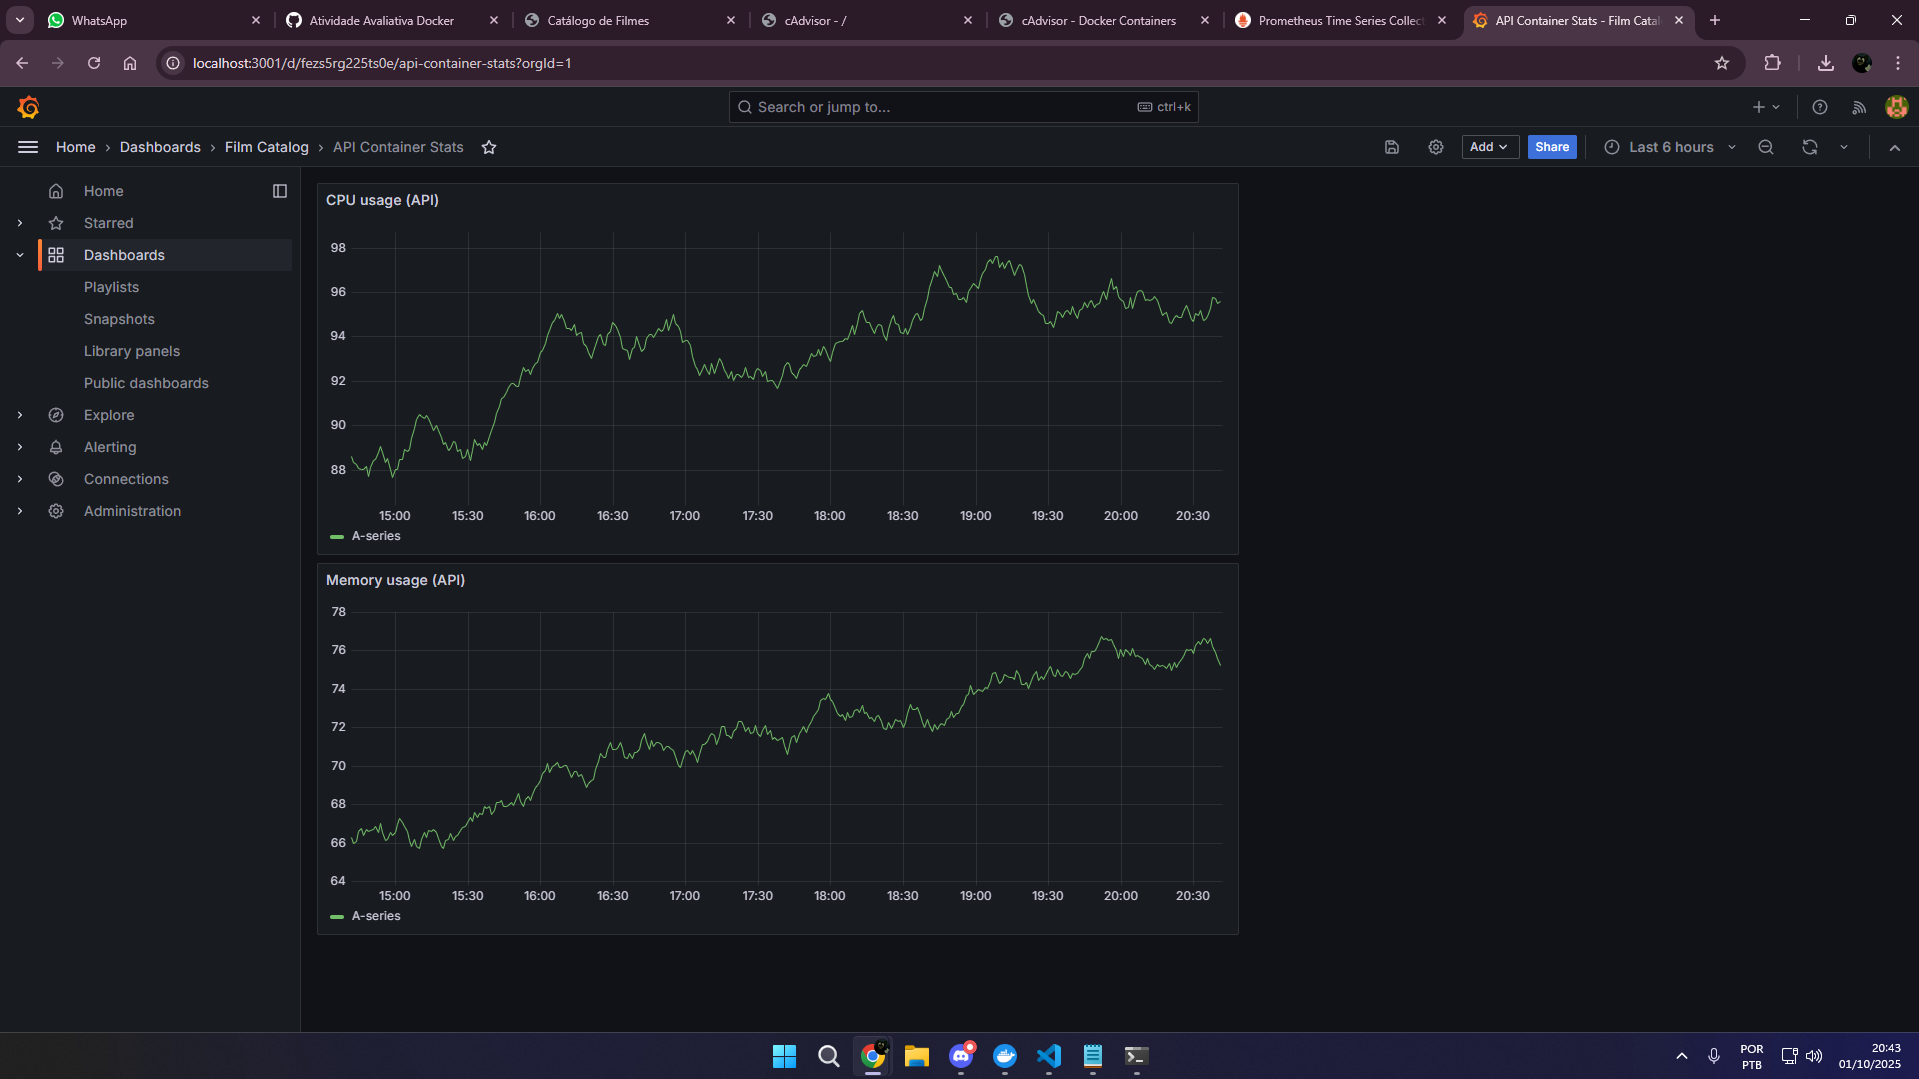 WhatsApp
Atividade Avaliativa Docker
Catálogo de Filmes
cAdvisor - /
cAdvisor - Docker Containers
Prometheus Time Series Collect
API Container Stats - Film Catal
localhost:3001/d/fezs5rg225ts0e/api-container-stats?orgId=1
Search or jump to...
ctrl+k
Home › Dashboards › Film Catalog › API Container Stats
Add
Share
Last 6 hours
Home
Starred
Dashboards
Playlists
Snapshots
Library panels
Public dashboards
Explore
Alerting
Connections
Administration
CPU usage (API)
98
96
94
92
90
88
15:00 15:30 16:00 16:30 17:00 17:30 18:00 18:30 19:00 19:30 20:00 20:30
A-series
Memory usage (API)
78
76
74
72
70
68
66
64
15:00 15:30 16:00 16:30 17:00 17:30 18:00 18:30 19:00 19:30 20:00 20:30
A-series
POR
PTB
20:43
01/10/2025